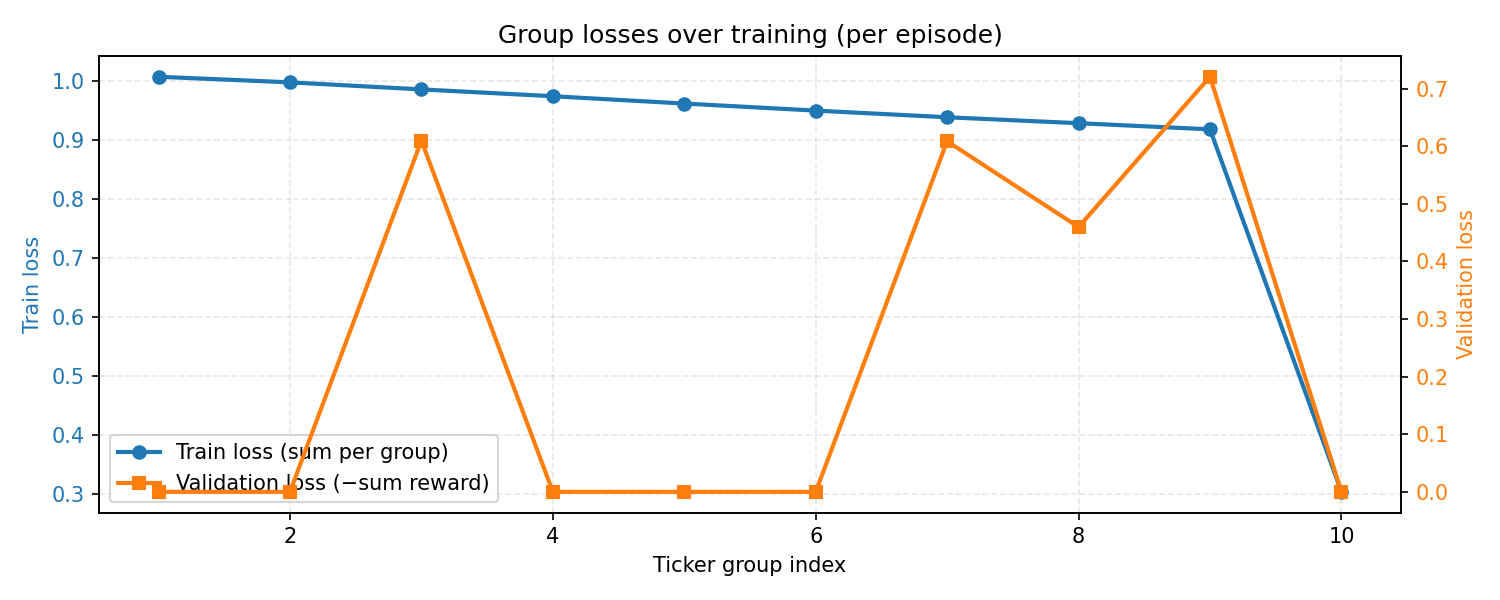 Group losses over training (per episode)
Train loss
1.0
0.9
0.8
0.7
0.6
0.5
0.4
0.3
Train loss (sum per group)
Validation loss (−sum reward)
0.7
0.6
0.5
0.4
0.3
0.2
0.1
0.0
Validation loss
2 4 6 8 10
Ticker group index